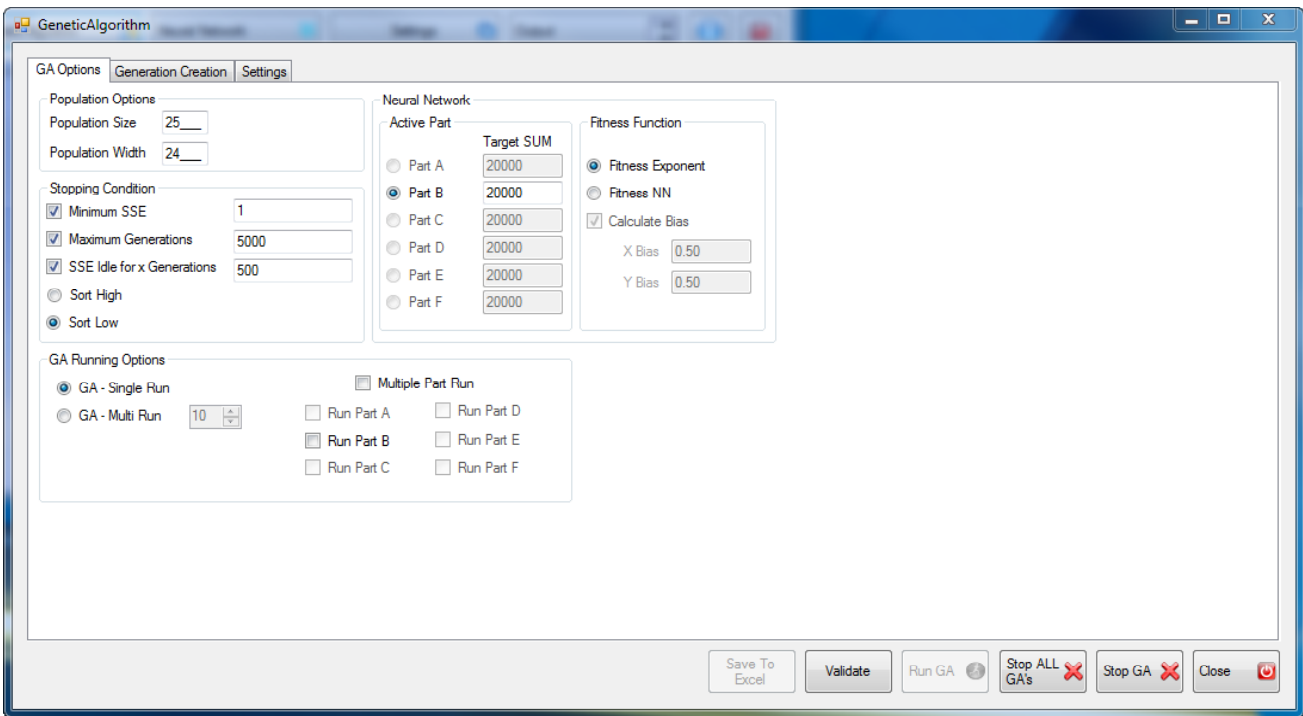 GeneticAlgorithm
GA Options Generation Creation Settings
Population Options
Population Size 25___
Population Width 24___
Stopping Condition
Minimum SSE 1
Maximum Generations 5000
SSE Idle for x Generations 500
Sort High
Sort Low
Neural Network
Active Part
Target SUM
Part A 20000
Part B 20000
Part C 20000
Part D 20000
Part E 20000
Part F 20000
Fitness Function
Fitness Exponent
Fitness NN
Calculate Bias
X Bias 0.50
Y Bias 0.50
GA Running Options
GA - Single Run
GA - Multi Run 10
Multiple Part Run
Run Part A Run Part D
Run Part B Run Part E
Run Part C Run Part F
Save To
Excel
Validate
Run GA
Stop ALL
GA's
Stop GA
Close